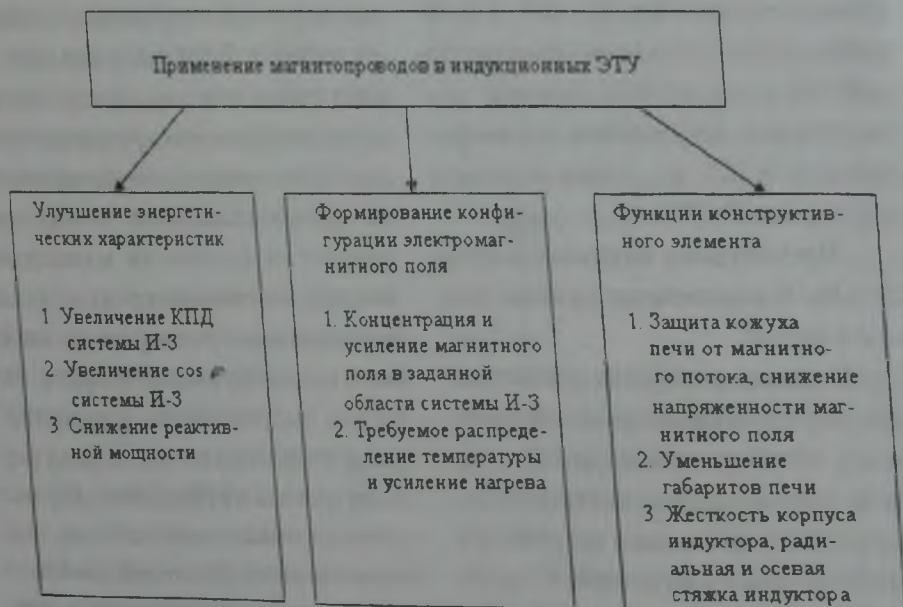 Применение магнитопроводов в индукционных ЭТУ
Улучшение энергети-
ческих характеристик
1 Увеличение КПД
системы И-З
2. Увеличение cos
системы И-З
3 Снижение реактив-
ной мощности
Формирование конфи-
гурации электромаг-
нитного поля
1. Концентрация и
усиление магнитного
поля в заданной
области системы И-З
2. Требуемое распреде-
ление температуры
и усиление нагрева
Функции конструктив-
ного элемента
1. Защита кожуха
печи от магнитно-
го потока, снижение
напряженности маг-
нитного поля
2. Уменьшение
габаритов печи
3 Жесткость корпуса
индуктора, ради-
альная и осевая
стяжка индуктора